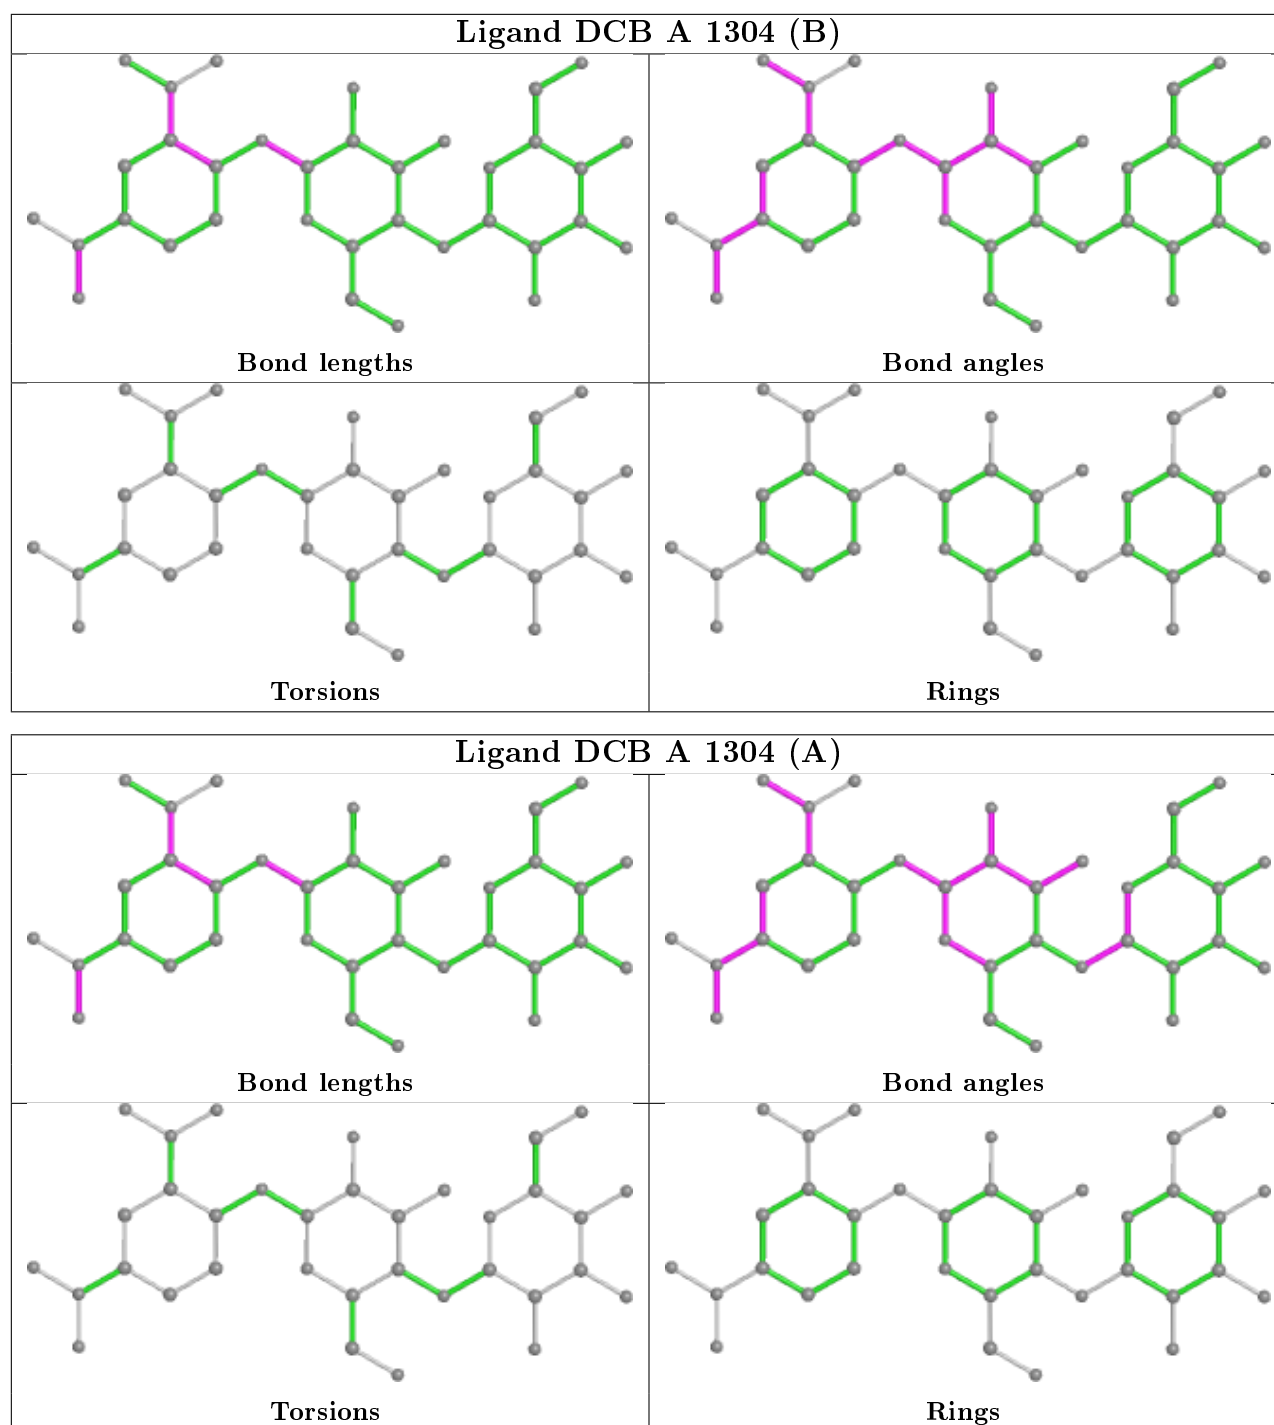 Ligand DCB A 1304 (B)
Bond lengths
Bond angles
Torsions
Rings
Ligand DCB A 1304 (A)
Bond lengths
Bond angles
Torsions
Rings